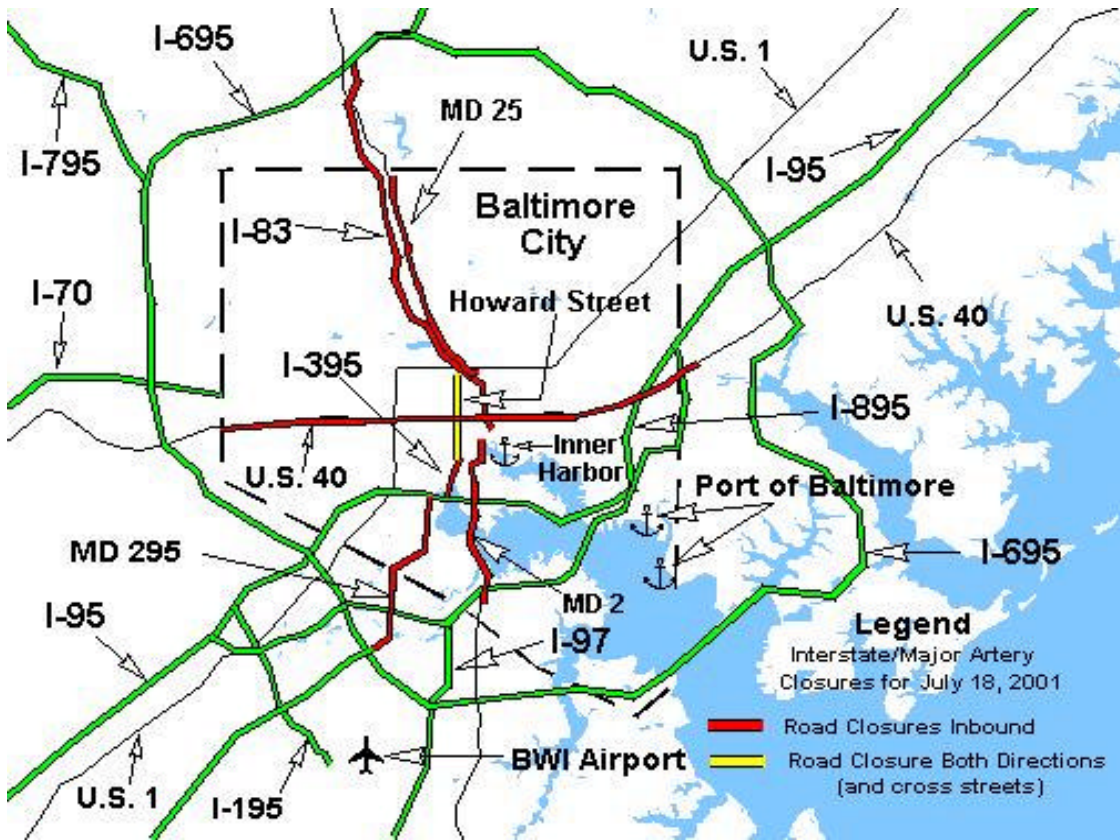 I-695
U.S. 1
MD 25
I-795
I-95
Baltimore
City
I-83
Howard Street
I-70
U.S. 40
I-395
I-895
Inner
Harbor
U.S. 40
Port of Baltimore
MD 295
I-695
MD 2
I-95
I-97
Legend
Interstate/Major Artery
Closures for July 18, 2001
Road Closures Inbound
BWI Airport
Road Closure Both Directions
(and cross streets)
U.S. 1
I-195